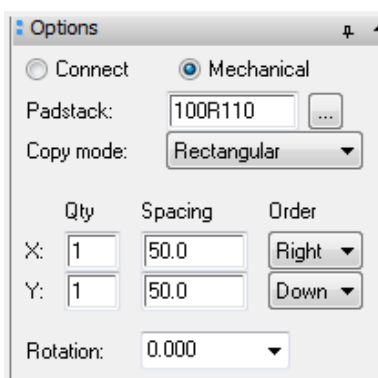 Options
Connect Mechanical
Padstack: 100R110 ...
Copy mode: Rectangular
Qty Spacing Order
X: 1 50.0 Right
Y: 1 50.0 Down
Rotation: 0.000